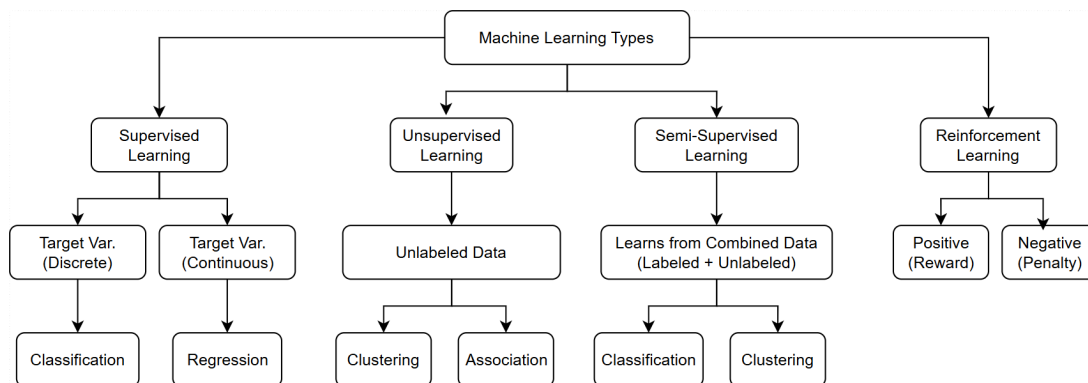 Machine Learning Types
Supervised
Learning
Unsupervised
Learning
Semi-Supervised
Learning
Reinforcement
Learning
Target Var.
(Discrete)
Target Var.
(Continuous)
Unlabeled Data
Learns from Combined Data
(Labeled + Unlabeled)
Positive
(Reward)
Negative
(Penalty)
Classification
Regression
Clustering
Association
Classification
Clustering